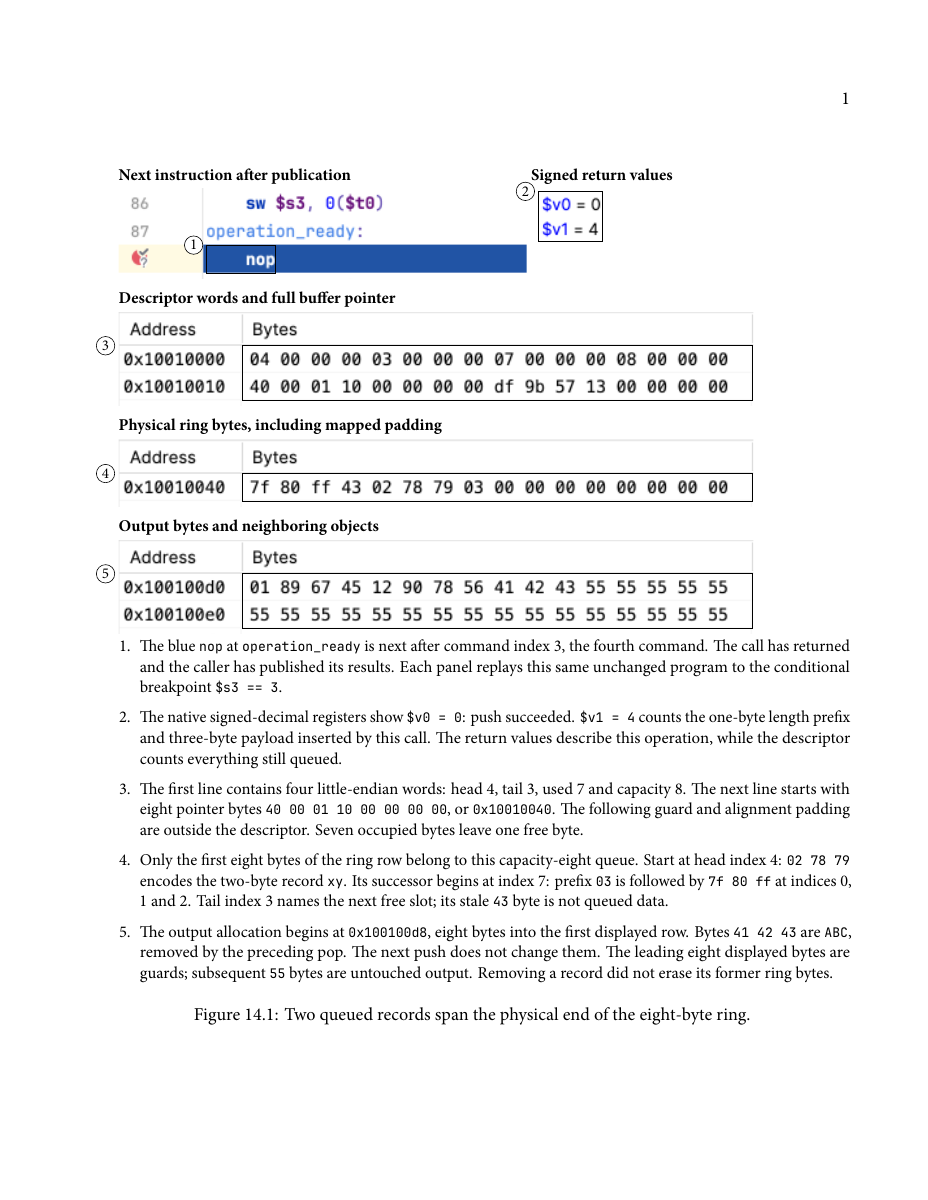 1
Next instruction after publication
Signed return values
2
86 sw $s3, 0($t0)
$v0 = 0
87 operation_ready:
$v1 = 4
1
nop
Descriptor words and full buffer pointer
Address Bytes
3
0x10010000 04 00 00 00 03 00 00 00 07 00 00 00 08 00 00 00
0x10010010 40 00 01 10 00 00 00 00 df 9b 57 13 00 00 00 00
Physical ring bytes, including mapped padding
Address Bytes
4
0x10010040 7f 80 ff 43 02 78 79 03 00 00 00 00 00 00 00 00
Output bytes and neighboring objects
Address Bytes
5
0x100100d0 01 89 67 45 12 90 78 56 41 42 43 55 55 55 55 55
0x100100e0 55 55 55 55 55 55 55 55 55 55 55 55 55 55 55 55
1. The blue nop at operation_ready is next after command index 3, the fourth command. The call has returned
and the caller has published its results. Each panel replays this same unchanged program to the conditional
breakpoint $s3 == 3.
2. The native signed-decimal registers show $v0 = 0: push succeeded. $v1 = 4 counts the one-byte length prefix
and three-byte payload inserted by this call. The return values describe this operation, while the descriptor
counts everything still queued.
3. The first line contains four little-endian words: head 4, tail 3, used 7 and capacity 8. The next line starts with
eight pointer bytes 40 00 01 10 00 00 00 00, or 0x10010040. The following guard and alignment padding
are outside the descriptor. Seven occupied bytes leave one free byte.
4. Only the first eight bytes of the ring row belong to this capacity-eight queue. Start at head index 4: 02 78 79
encodes the two-byte record xy. Its successor begins at index 7: prefix 03 is followed by 7f 80 ff at indices 0,
1 and 2. Tail index 3 names the next free slot; its stale 43 byte is not queued data.
5. The output allocation begins at 0x100100d8, eight bytes into the first displayed row. Bytes 41 42 43 are ABC,
removed by the preceding pop. The next push does not change them. The leading eight displayed bytes are
guards; subsequent 55 bytes are untouched output. Removing a record did not erase its former ring bytes.
Figure 14.1: Two queued records span the physical end of the eight-byte ring.